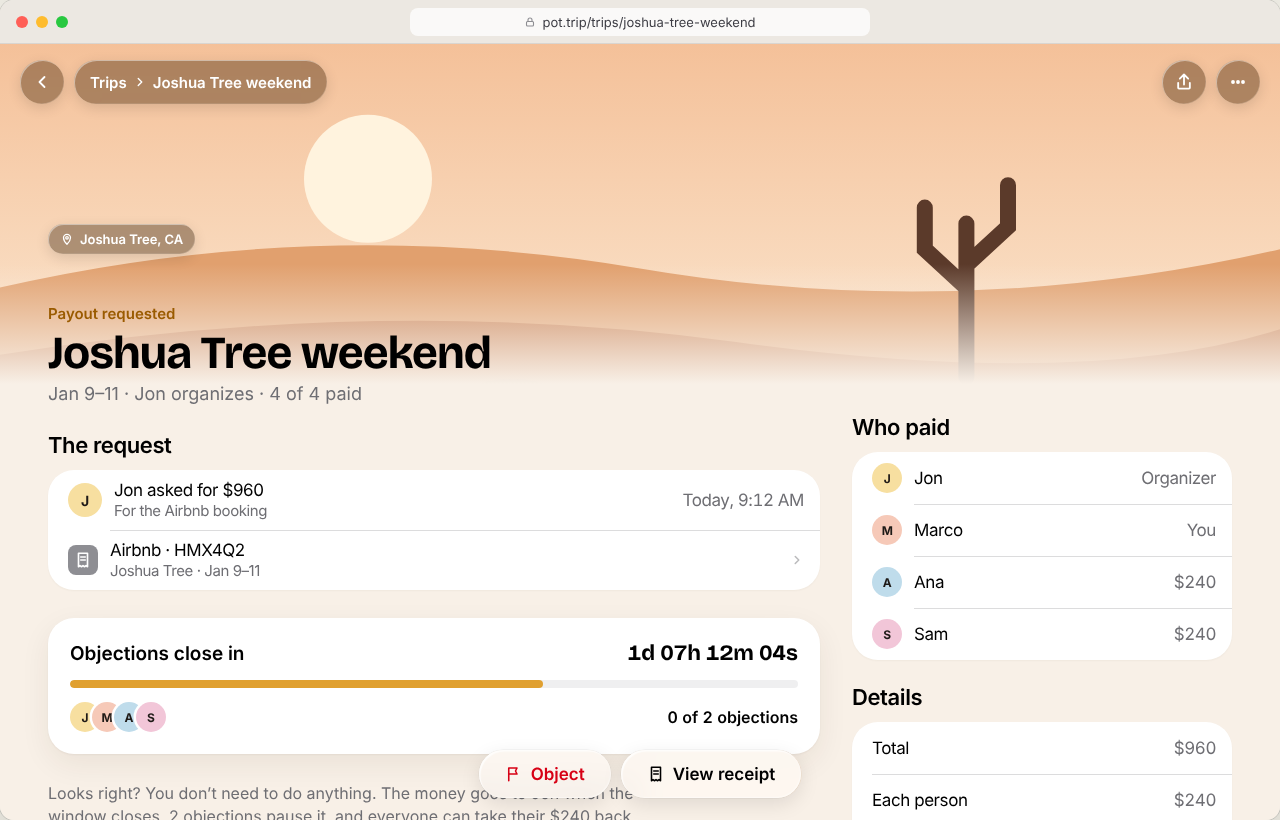 pot.trip/trips/joshua-tree-weekend
Trips › Joshua Tree weekend
Joshua Tree, CA
Payout requested
Joshua Tree weekend
Jan 9–11 · Jon organizes · 4 of 4 paid
The request
J
Jon asked for $960
For the Airbnb booking
Today, 9:12 AM
Airbnb · HMX4Q2
Joshua Tree · Jan 9–11
Objections close in
1d 07h 12m 04s
J M A S
0 of 2 objections
Object
View receipt
Looks right? You don’t need to do anything. The money when the
window closes. 2 objections pause it, and everyone can take their $240 back
Who paid
J Jon Organizer
M Marco You
A Ana $240
S Sam $240
Details
Total $960
Each person $240